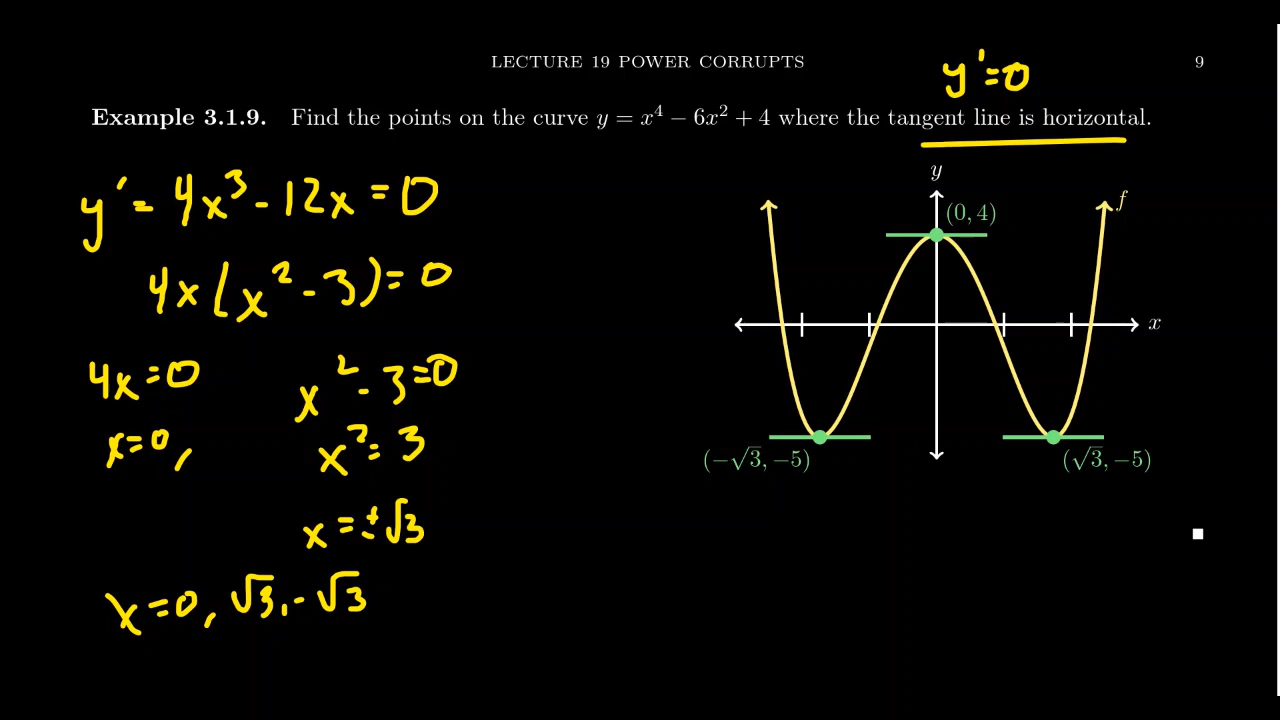 LECTURE 19 POWER CORRUPTS 9
y' = 0
Example 3.1.9. Find the points on the curve y = x⁴ − 6x² + 4 where the tangent line is horizontal.
y' = 4x³ - 12x = 0
4x(x² - 3) = 0
4x = 0
x = 0,
x² - 3 = 0
x² = 3
x = ±√3
x = 0, √3, -√3
y
(0, 4)
f
x
(−√3, −5)
(√3, −5)